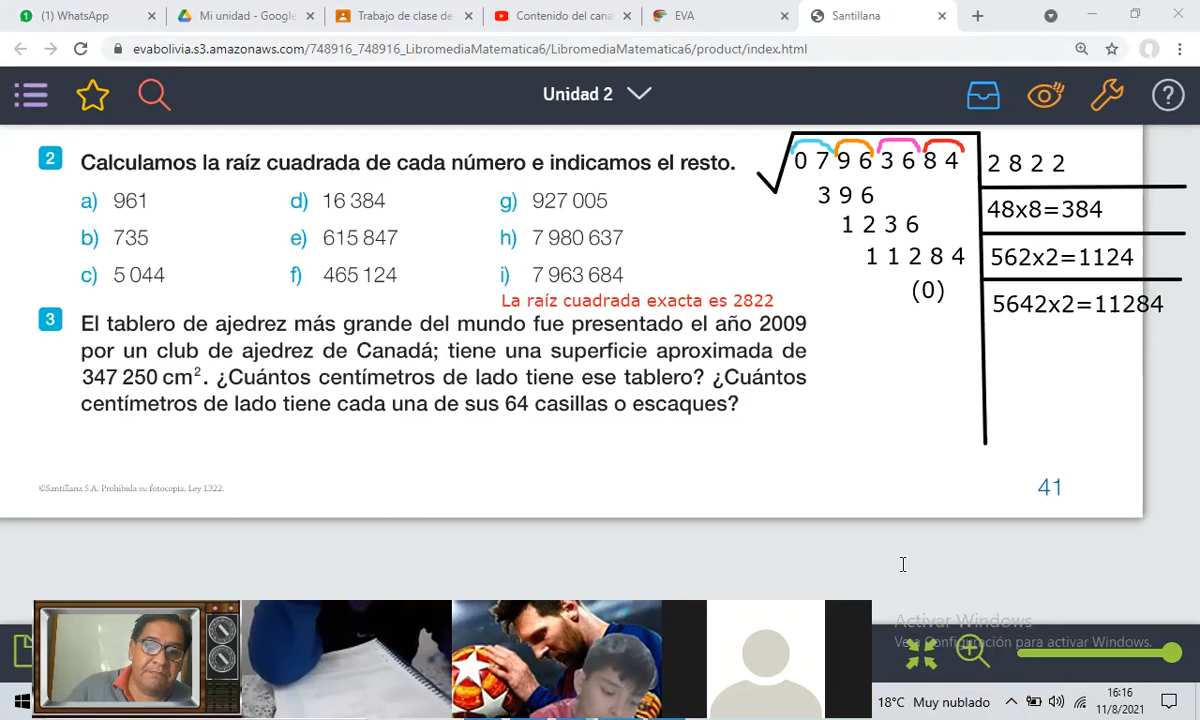 (1) WhatsApp
Mi unidad - Google
Trabajo de clase de
Contenido del cana
EVA
Santillana
evabolivia.s3.amazonaws.com/748916_748916_LibromediaMatematica6/LibromediaMatematica6/product/index.html
Unidad 2
2 Calculamos la raíz cuadrada de cada número e indicamos el resto.
a) 961 d) 16 384 g) 927 005
b) 735 e) 615 847 h) 7 980 637
c) 5 044 f) 465 124 i) 7 963 684
La raíz cuadrada exacta es 2822
3 El tablero de ajedrez más grande del mundo fue presentado el año 2009
por un club de ajedrez de Canadá; tiene una superficie aproximada de
347 250 cm². ¿Cuántos centímetros de lado tiene ese tablero? ¿Cuántos
centímetros de lado tiene cada una de sus 64 casillas o escaques?
0 7 9 6 3 6 8 4 2 8 2 2
3 9 6 48x8=384
1 2 3 6
1 1 2 8 4 562x2=1124
(0) 5642x2=11284
©Santillana S.A. Prohibida su fotocopia. Ley 1322.
41
Activar Windows
Ve a Configuración para activar Windows.
18°C Muy nublado
16:16
11/8/2021